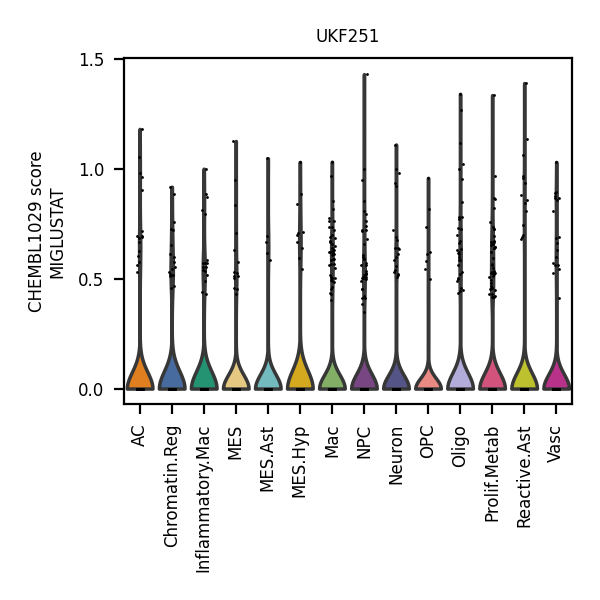 UKF251
CHEMBL1029 score
MIGLUSTAT
1.5
1.0
0.5
0.0
AC
Chromatin.Reg
Inflammatory.Mac
MES
MES.Ast
MES.Hyp
Mac
NPC
Neuron
OPC
Oligo
Prolif.Metab
Reactive.Ast
Vasc